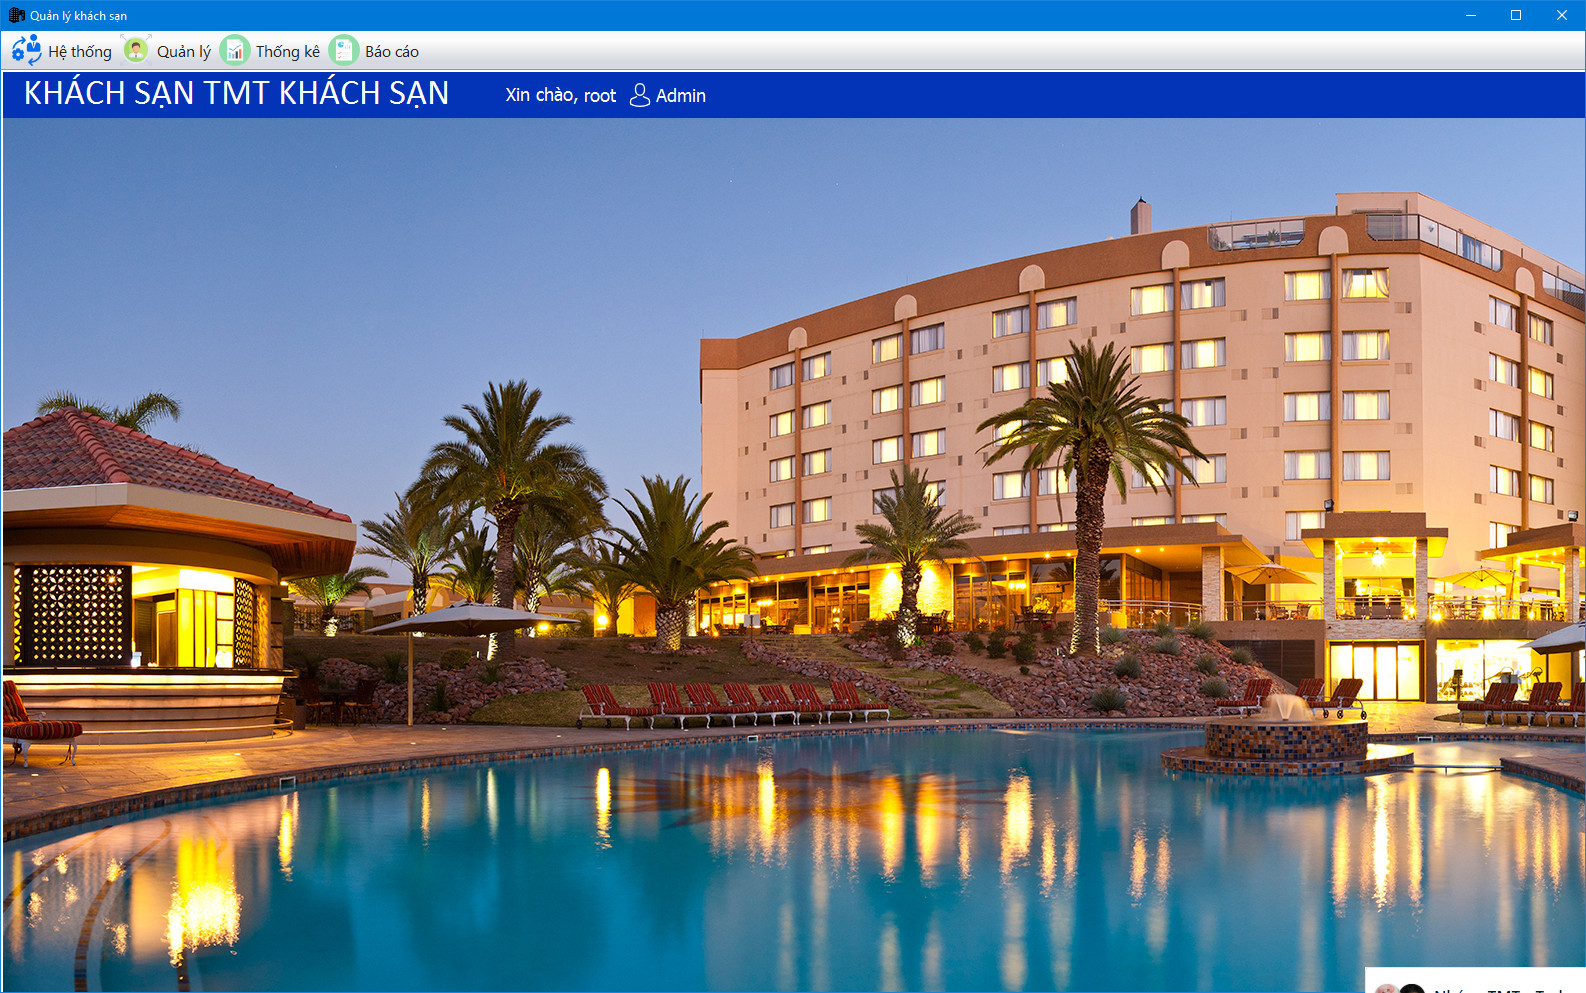 Quản lý khách sạn
Hệ thống Quản lý Thống kê Báo cáo
KHÁCH SẠN TMT KHÁCH SẠN Xin chào, root Admin